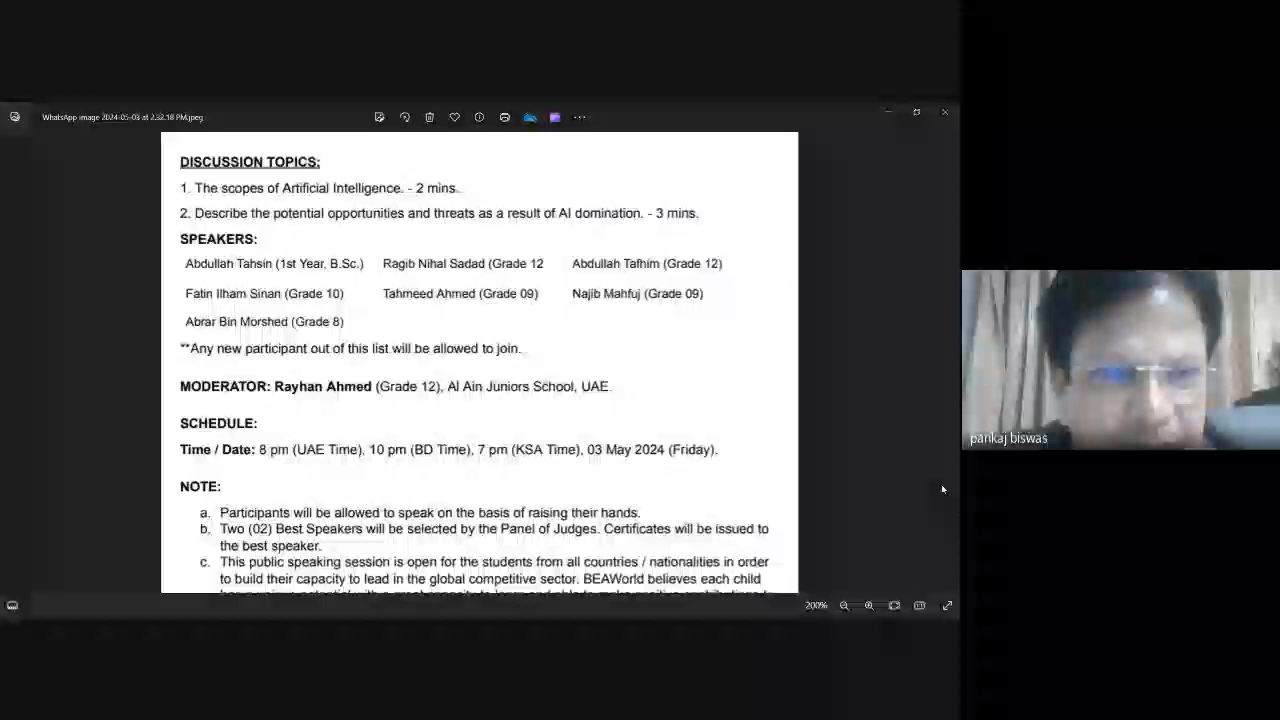 WhatsApp Image 2024-05-03 at 2.32.18 PM.jpeg
DISCUSSION TOPICS:
1. The scopes of Artificial Intelligence. - 2 mins.
2. Describe the potential opportunities and threats as a result of AI domination. - 3 mins.
SPEAKERS:
Abdullah Tahsin (1st Year, B.Sc.) Ragib Nihal Sadad (Grade 12 Abdullah Tafhim (Grade 12)
Fatin Ilham Sinan (Grade 10) Tahmeed Ahmed (Grade 09) Najib Mahfuj (Grade 09)
Abrar Bin Morshed (Grade 8)
**Any new participant out of this list will be allowed to join.
MODERATOR: Rayhan Ahmed (Grade 12), Al Ain Juniors School, UAE.
SCHEDULE:
Time / Date: 8 pm (UAE Time), 10 pm (BD Time), 7 pm (KSA Time), 03 May 2024 (Friday).
NOTE:
a. Participants will be allowed to speak on the basis of raising their hands.
b. Two (02) Best Speakers will be selected by the Panel of Judges. Certificates will be issued to
the best speaker.
c. This public speaking session is open for the students from all countries / nationalities in order
to build their capacity to lead in the global competitive sector. BEAWorld believes each child
200%
pankaj biswas